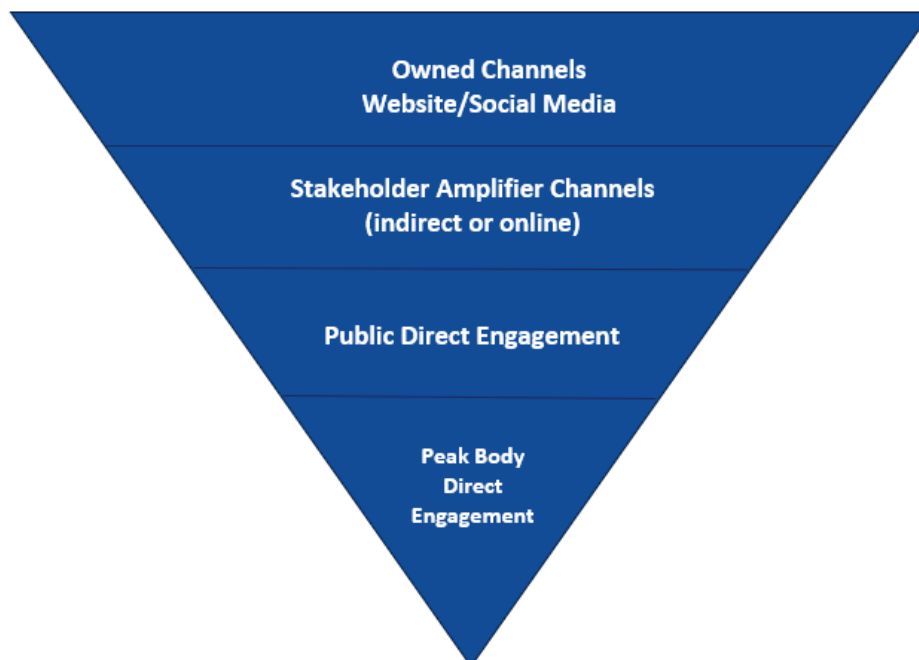 Owned Channels
Website/Social Media
Stakeholder Amplifier Channels
(indirect or online)
Public Direct Engagement
Peak Body
Direct
Engagement